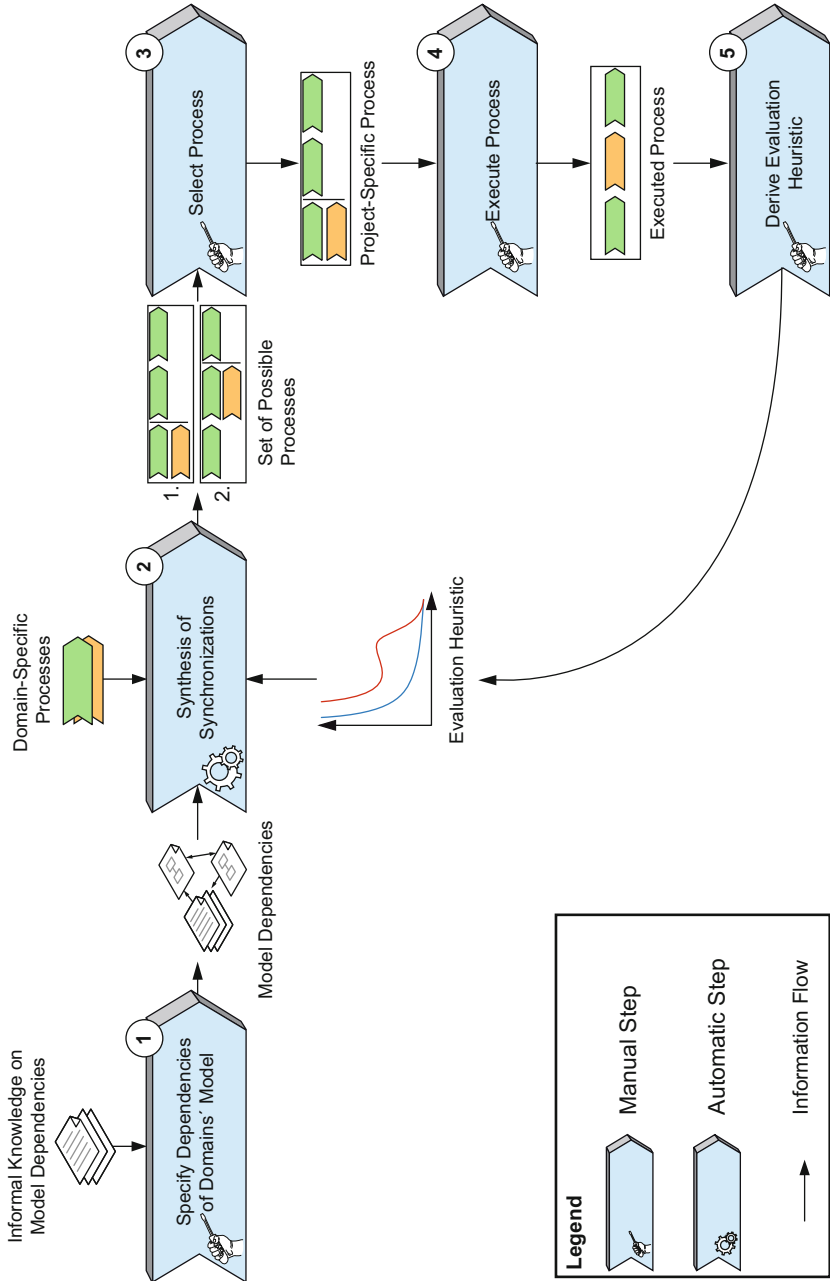 Informal Knowledge on
Model Dependencies
1
Specify Dependencies
of Domains´ Model
Model Dependencies
Domain-Specific
Processes
2
Synthesis of
Synchronizations
Evaluation Heuristic
1.
2.
Set of Possible
Processes
3
Select Process
Project-Specific Process
4
Execute Process
Executed Process
5
Derive Evaluation
Heuristic
Legend
Manual Step
Automatic Step
Information Flow